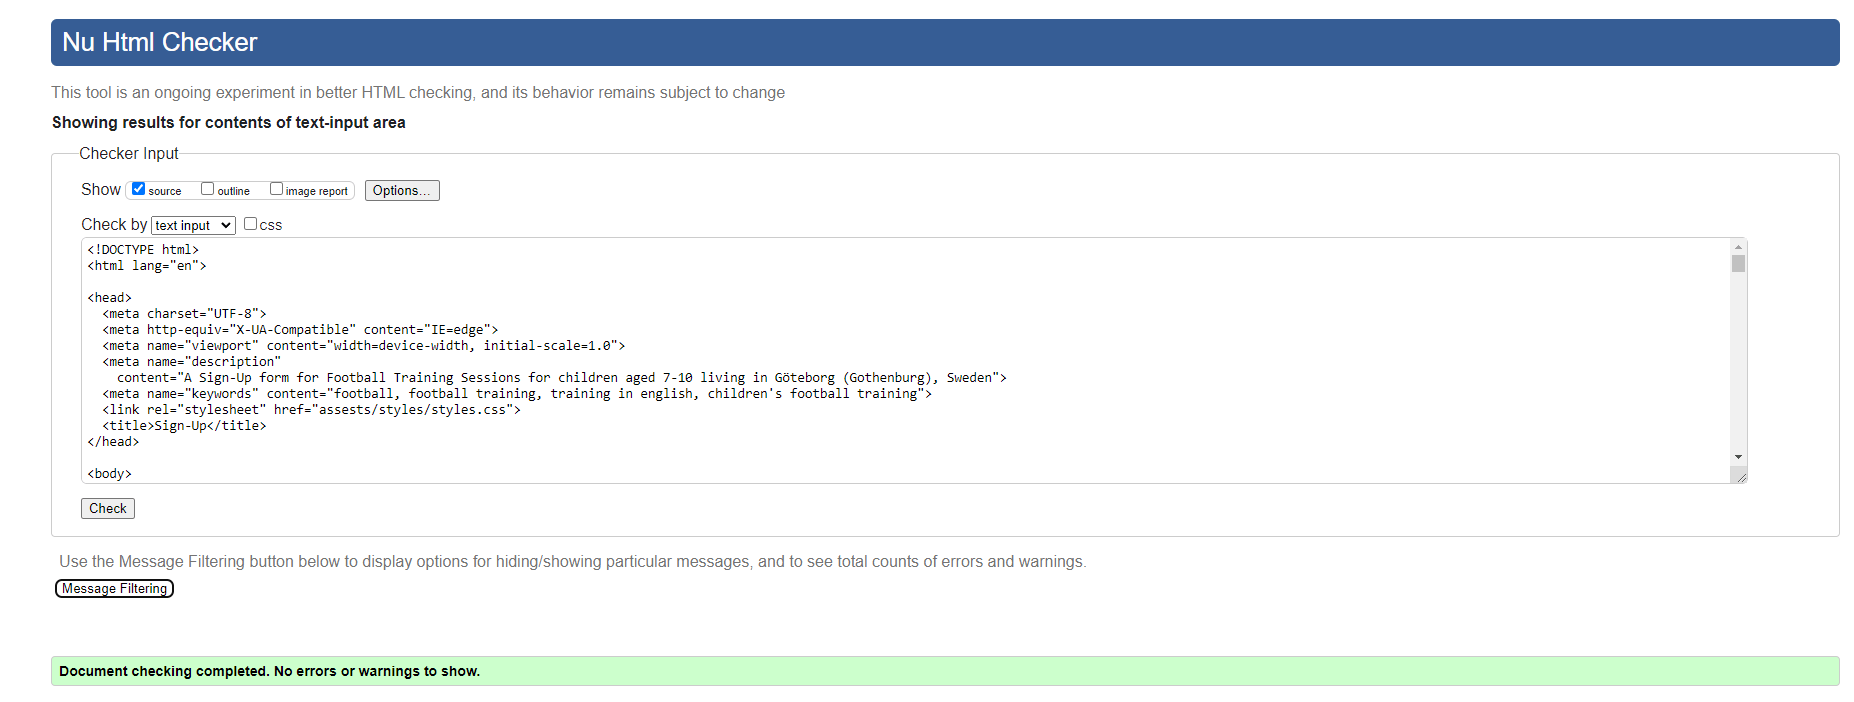 Nu Html Checker
This tool is an ongoing experiment in better HTML checking, and its behavior remains subject to change
Showing results for contents of text-input area
Checker Input
Show source outline image report Options...
Check by text input css
<!DOCTYPE html>
<html lang="en">
<head>
<meta charset="UTF-8">
<meta http-equiv="X-UA-Compatible" content="IE=edge">
<meta name="viewport" content="width=device-width, initial-scale=1.0">
<meta name="description"
content="A Sign-Up form for Football Training Sessions for children aged 7-10 living in Göteborg (Gothenburg), Sweden">
<meta name="keywords" content="football, football training, training in english, children's football training">
<link rel="stylesheet" href="assests/styles/styles.css">
<title>Sign-Up</title>
</head>
<body>
Check
Use the Message Filtering button below to display options for hiding/showing particular messages, and to see total counts of errors and warnings.
Message Filtering
Document checking completed. No errors or warnings to show.